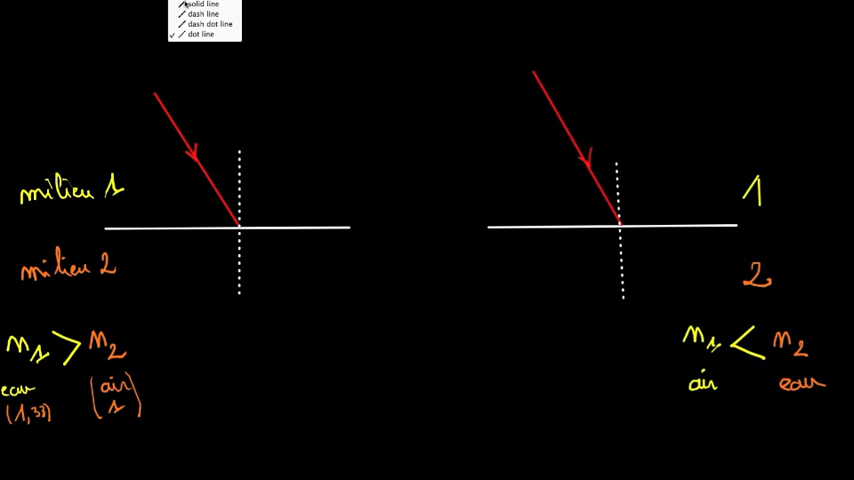 solid line
dash line
dash dot line
✓ dot line
milieu 1
milieu 2
n1 > n2
eau
(1,33)
(air
1)
1
2
n1 < n2
air eau